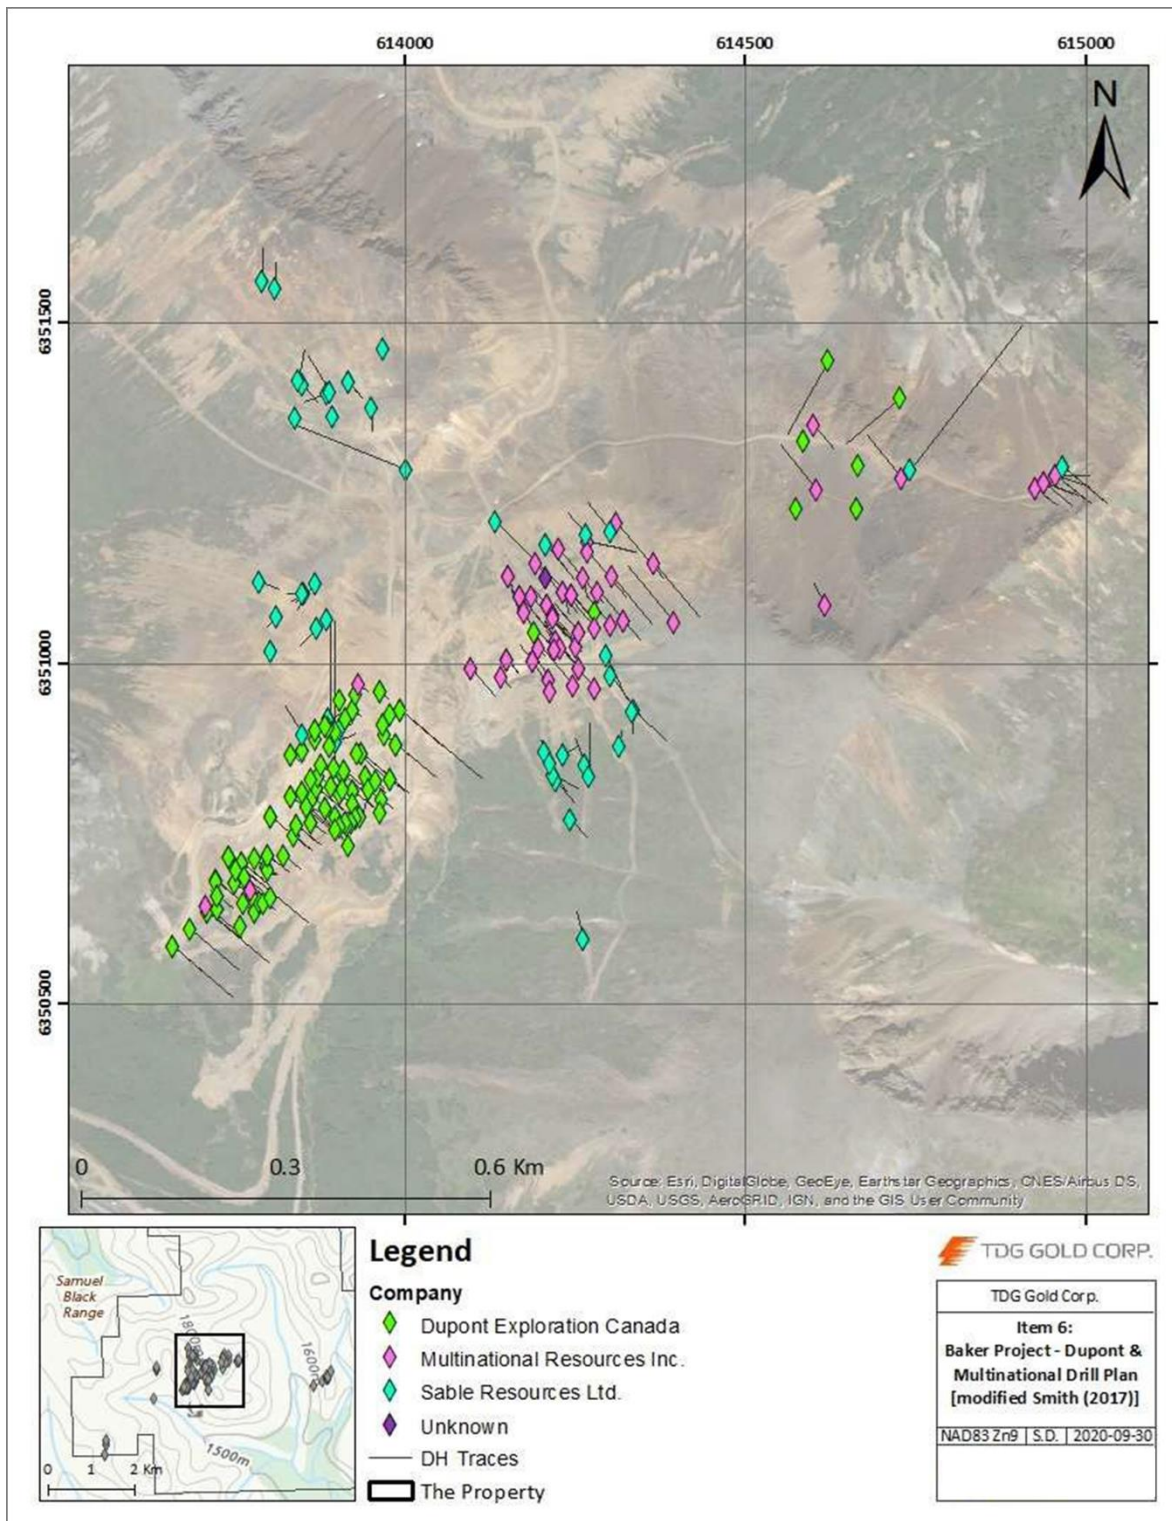 614000
614500
615000
N
6351500
6351000
6350500
0
0.3
0.6 Km
Source: Esri, DigitalGlobe, GeoEye, Earthstar Geographics, CNES/Airbus DS,
USDA, USGS, AeroGRID, IGN, and the GIS User Community
Samuel
Black
Range
1600m
1500m
0 1 2 Km
Legend
Company
Dupont Exploration Canada
Multinational Resources Inc.
Sable Resources Ltd.
Unknown
DH Traces
The Property
TDG GOLD CORP.
TDG Gold Corp.
Item 6:
Baker Project - Dupont &
Multinational Drill Plan
[modified Smith (2017)]
NAD83 Zn9 S.D. 2020-09-30